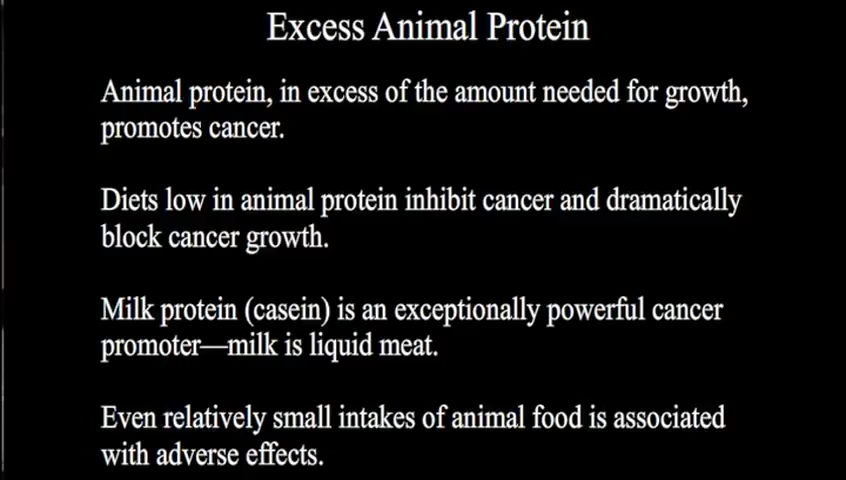 Excess Animal Protein
Animal protein, in excess of the amount needed for growth,
promotes cancer.
Diets low in animal protein inhibit cancer and dramatically
block cancer growth.
Milk protein (casein) is an exceptionally powerful cancer
promoter—milk is liquid meat.
Even relatively small intakes of animal food is associated
with adverse effects.